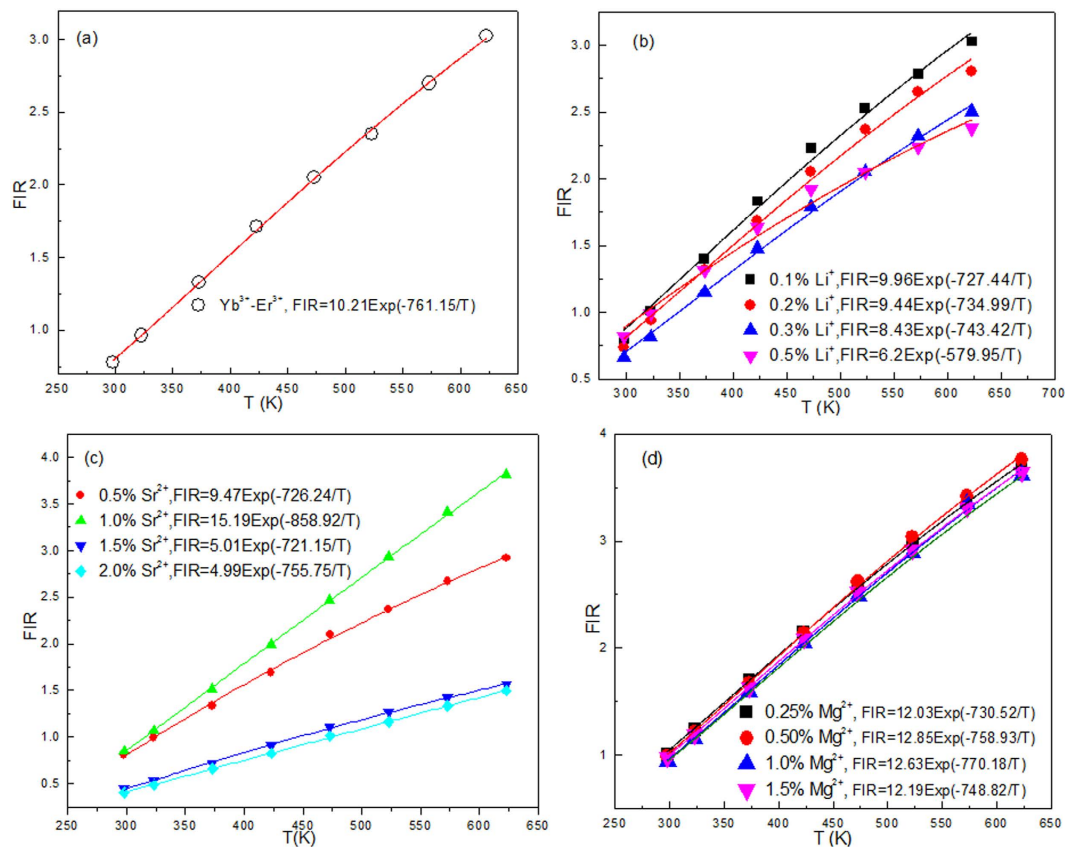 (a)
3.0
2.5
2.0
1.5
1.0
FIR
Yb³⁺-Er³⁺, FIR=10.21Exp(-761.15/T)
250 300 350 400 450 500 550 600 650
T (K)
(b)
3.0
2.5
2.0
1.5
1.0
0.5
FIR
0.1% Li⁺,FIR=9.96Exp(-727.44/T)
0.2% Li⁺,FIR=9.44Exp(-734.99/T)
0.3% Li⁺,FIR=8.43Exp(-743.42/T)
0.5% Li⁺,FIR=6.2Exp(-579.95/T)
300 350 400 450 500 550 600 650 700
T (K)
(c)
4.0
3.5
3.0
2.5
2.0
1.5
1.0
0.5
FIR
0.5% Sr²⁺,FIR=9.47Exp(-726.24/T)
1.0% Sr²⁺,FIR=15.19Exp(-858.92/T)
1.5% Sr²⁺,FIR=5.01Exp(-721.15/T)
2.0% Sr²⁺,FIR=4.99Exp(-755.75/T)
250 300 350 400 450 500 550 600 650
T(K)
(d)
4
3
2
1
FIR
0.25% Mg²⁺, FIR=12.03Exp(-730.52/T)
0.50% Mg²⁺, FIR=12.85Exp(-758.93/T)
1.0% Mg²⁺, FIR=12.63Exp(-770.18/T)
1.5% Mg²⁺, FIR=12.19Exp(-748.82/T)
250 300 350 400 450 500 550 600 650
T (K)